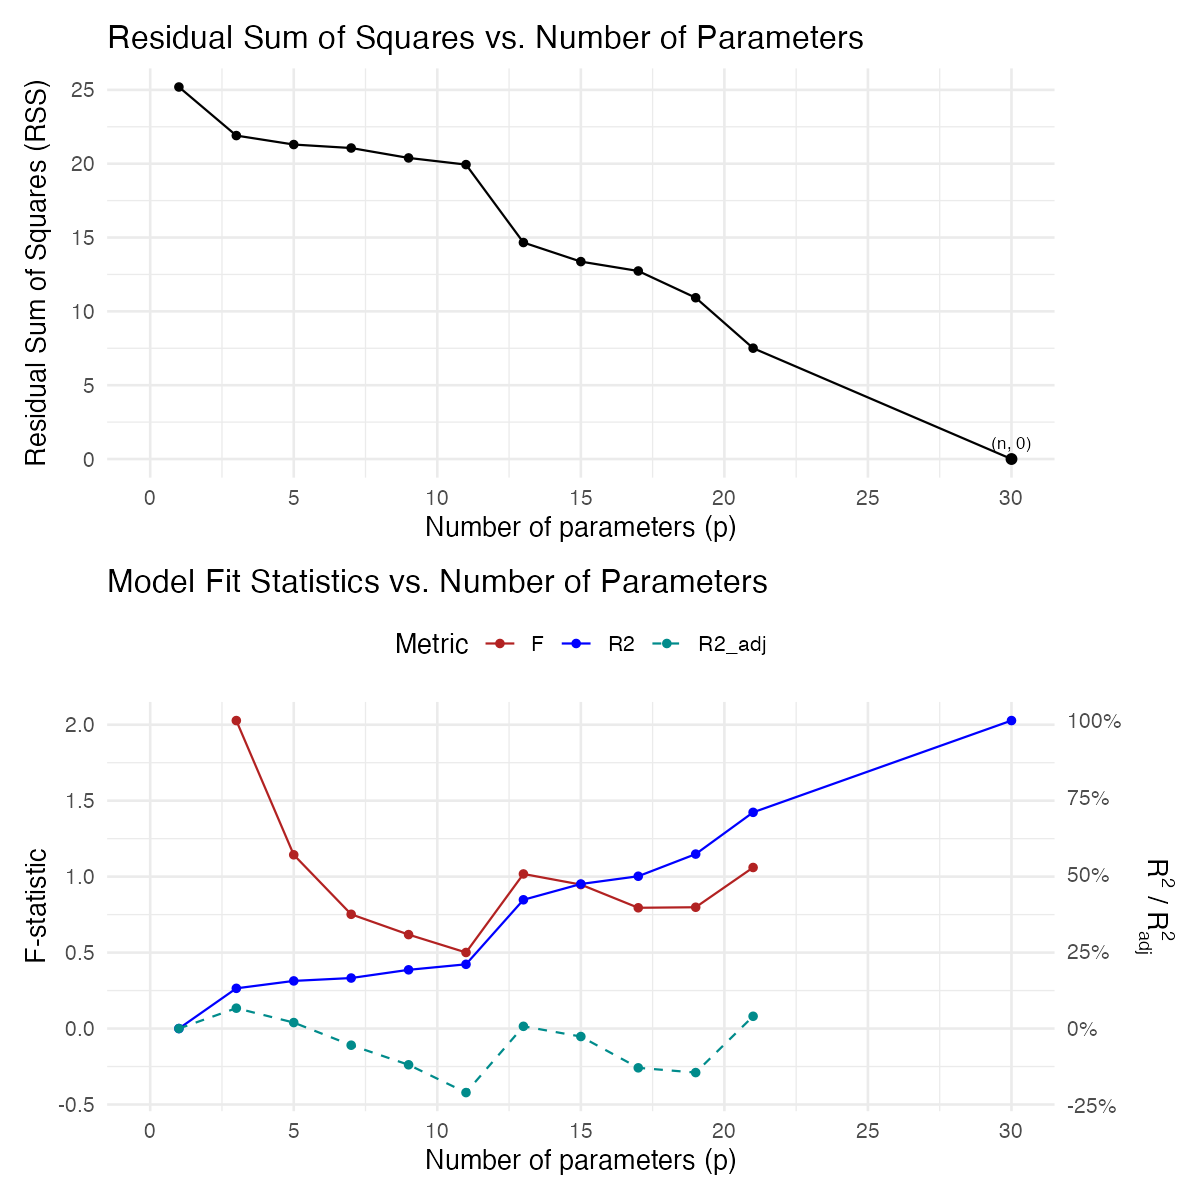 Residual Sum of Squares vs. Number of Parameters
Residual Sum of Squares (RSS)
25
20
15
10
5
0
(n, 0)
0 5 10 15 20 25 30
Number of parameters (p)
Model Fit Statistics vs. Number of Parameters
Metric F R2 R2_adj
F-statistic
2.0
1.5
1.0
0.5
0.0
-0.5
100%
75%
50%
25%
0%
-25%
R² / R²adj
0 5 10 15 20 25 30
Number of parameters (p)